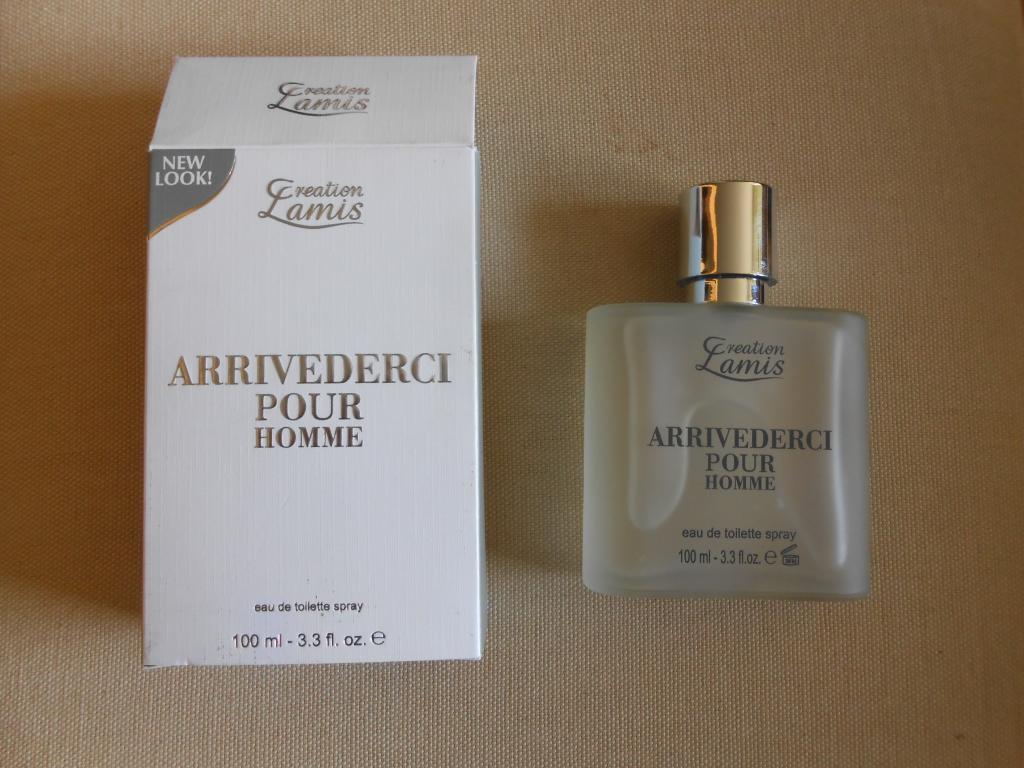 Creation
Lamis
NEW
LOOK!
Creation
Lamis
ARRIVEDERCI
POUR
HOMME
eau de toilette spray
100 ml - 3.3 fl. oz. ℮
Creation
Lamis
ARRIVEDERCI
POUR
HOMME
eau de toilette spray
100 ml - 3.3 fl.oz. ℮